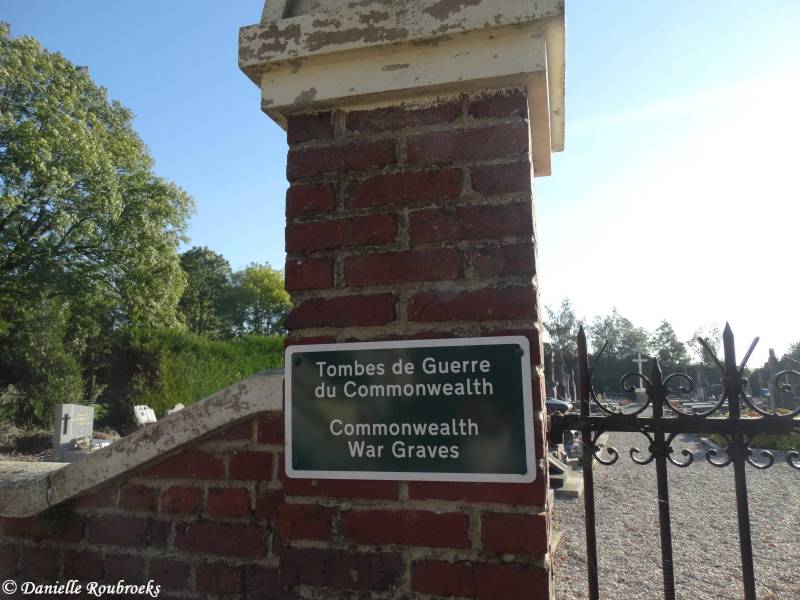 Tombes de Guerre
du Commonwealth
Commonwealth
War Graves
© Danielle Roubroeks